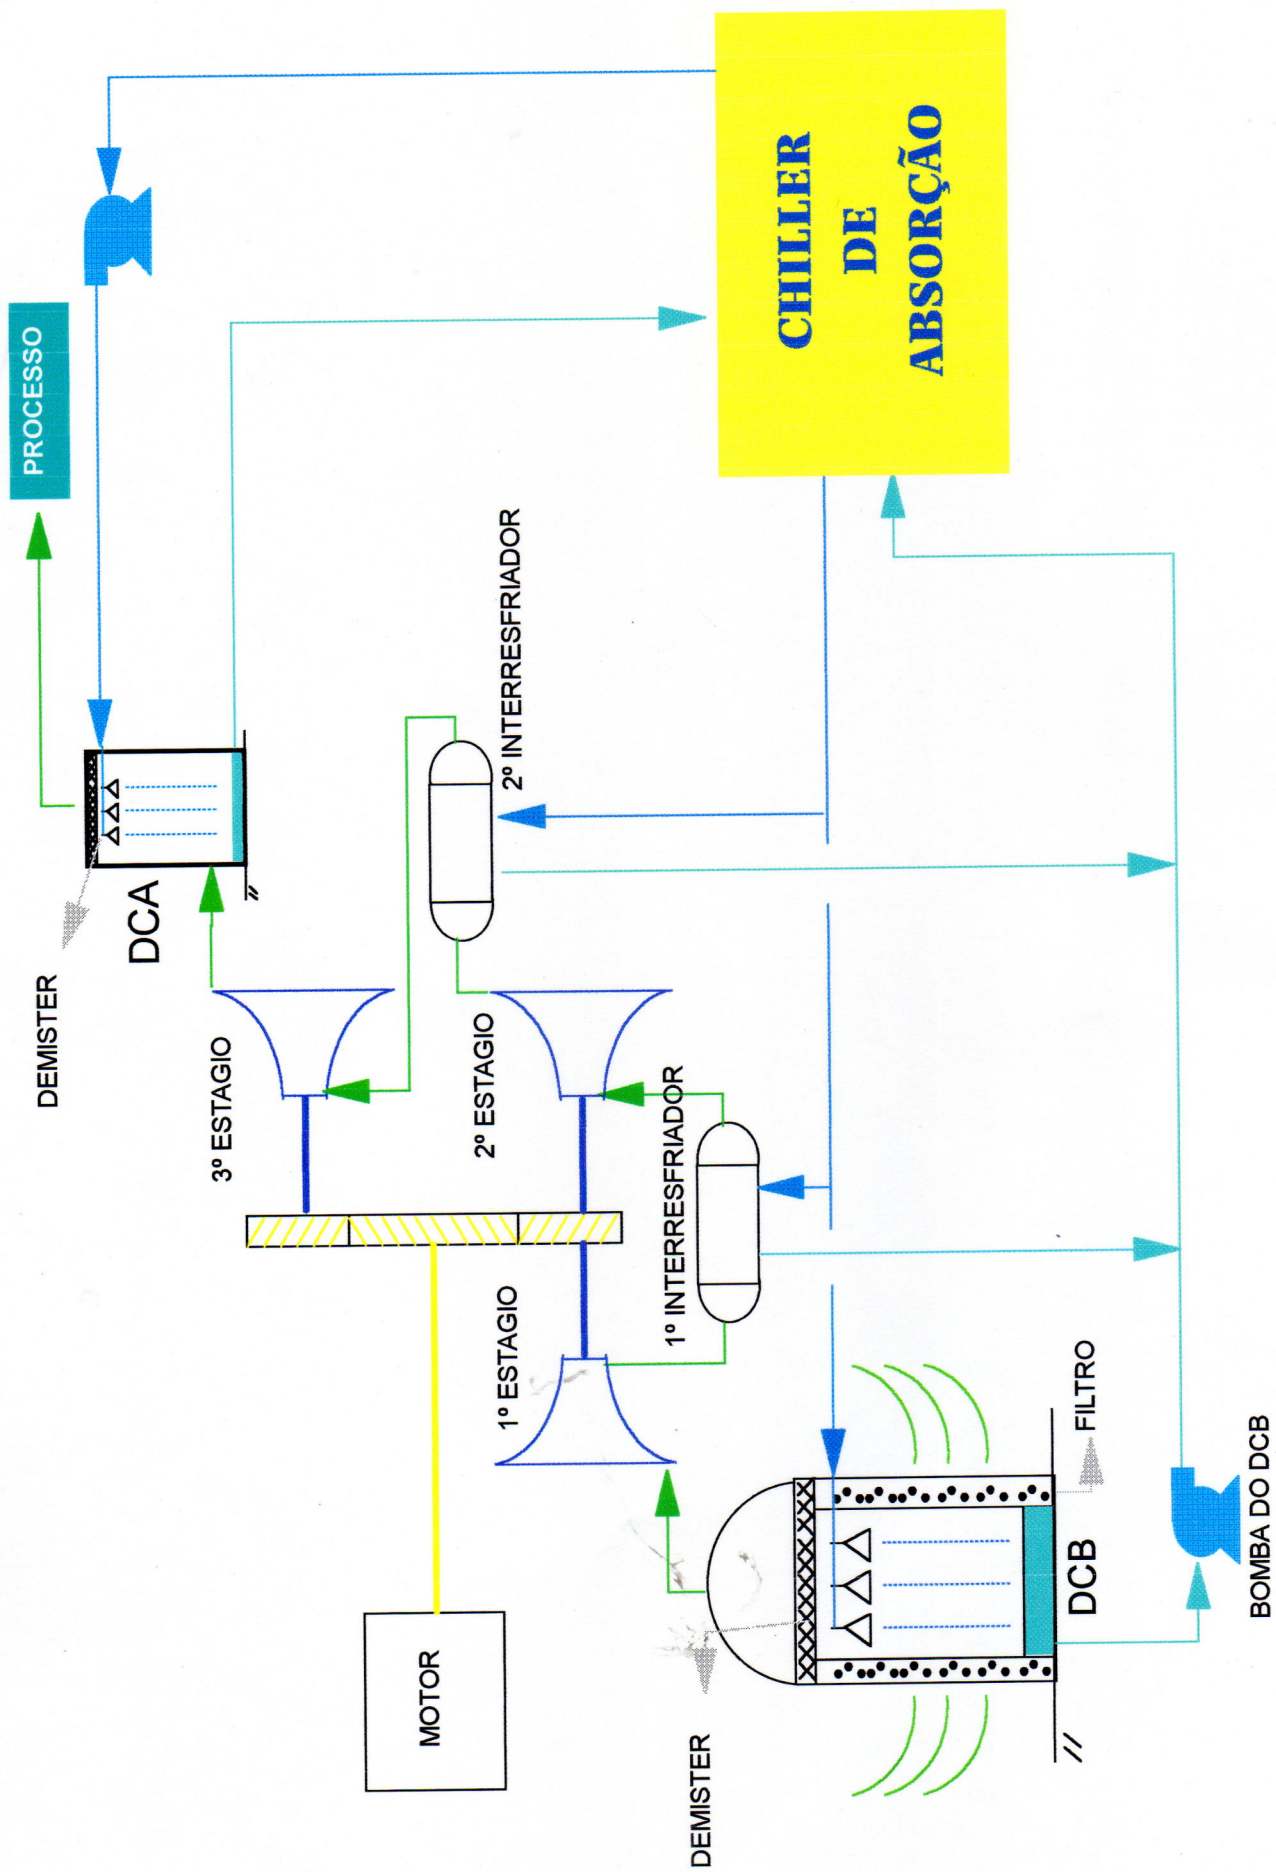 PROCESSO
DEMISTER
DCA
3º ESTAGIO
2º INTERRESFRIADOR
2º ESTAGIO
CHILLER
DE
ABSORÇÃO
MOTOR
1º ESTAGIO
1º INTERRESFRIADOR
DEMISTER
DCB
FILTRO
BOMBA DO DCB